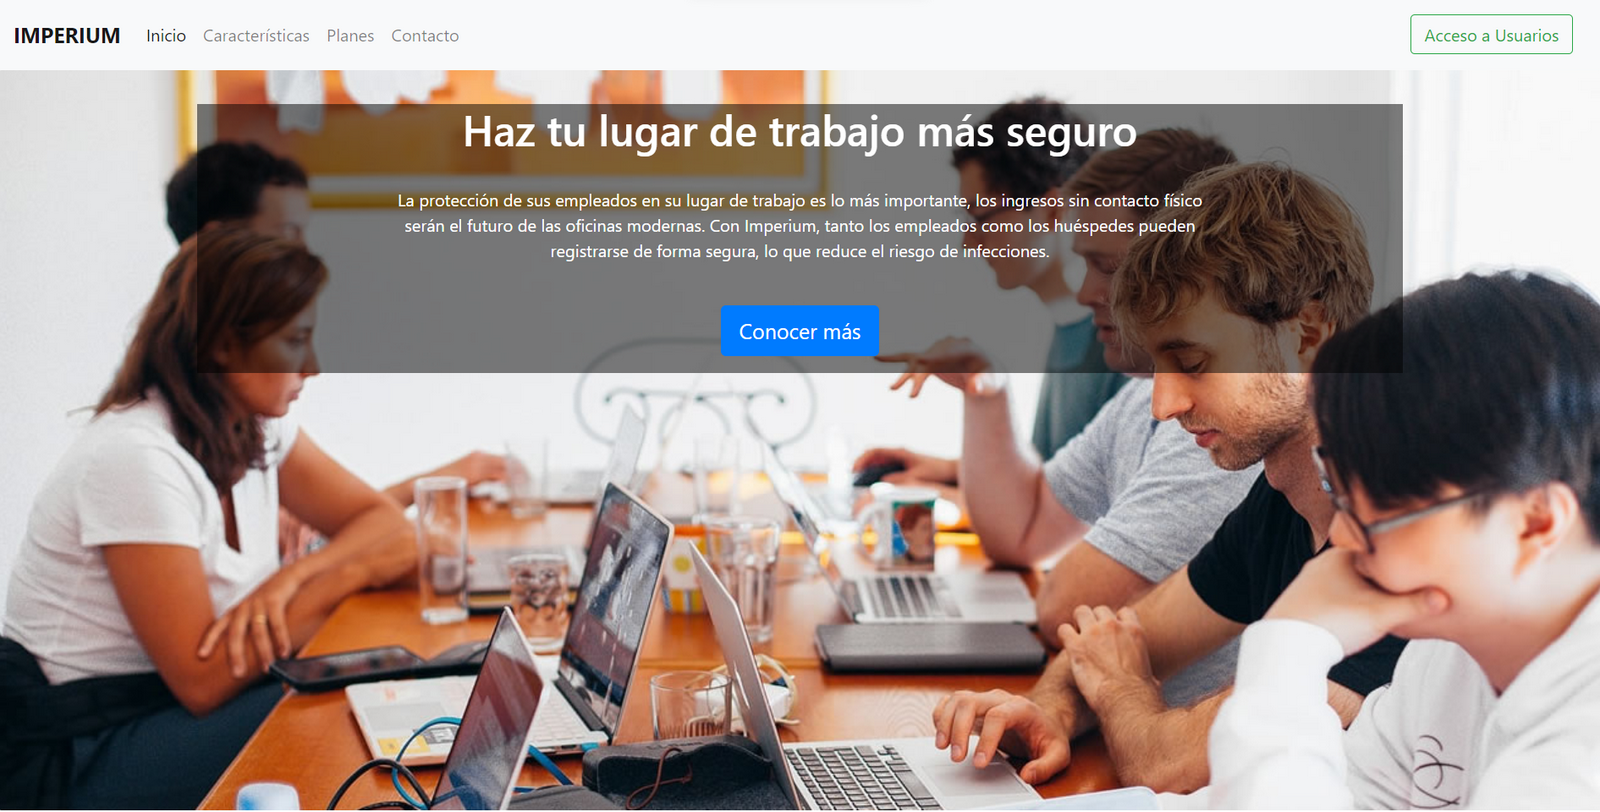 IMPERIUM Inicio Características Planes Contacto Acceso a Usuarios
Haz tu lugar de trabajo más seguro
La protección de sus empleados en su lugar de trabajo es lo más importante, los ingresos sin contacto físico
serán el futuro de las oficinas modernas. Con Imperium, tanto los empleados como los huéspedes pueden
registrarse de forma segura, lo que reduce el riesgo de infecciones.
Conocer más